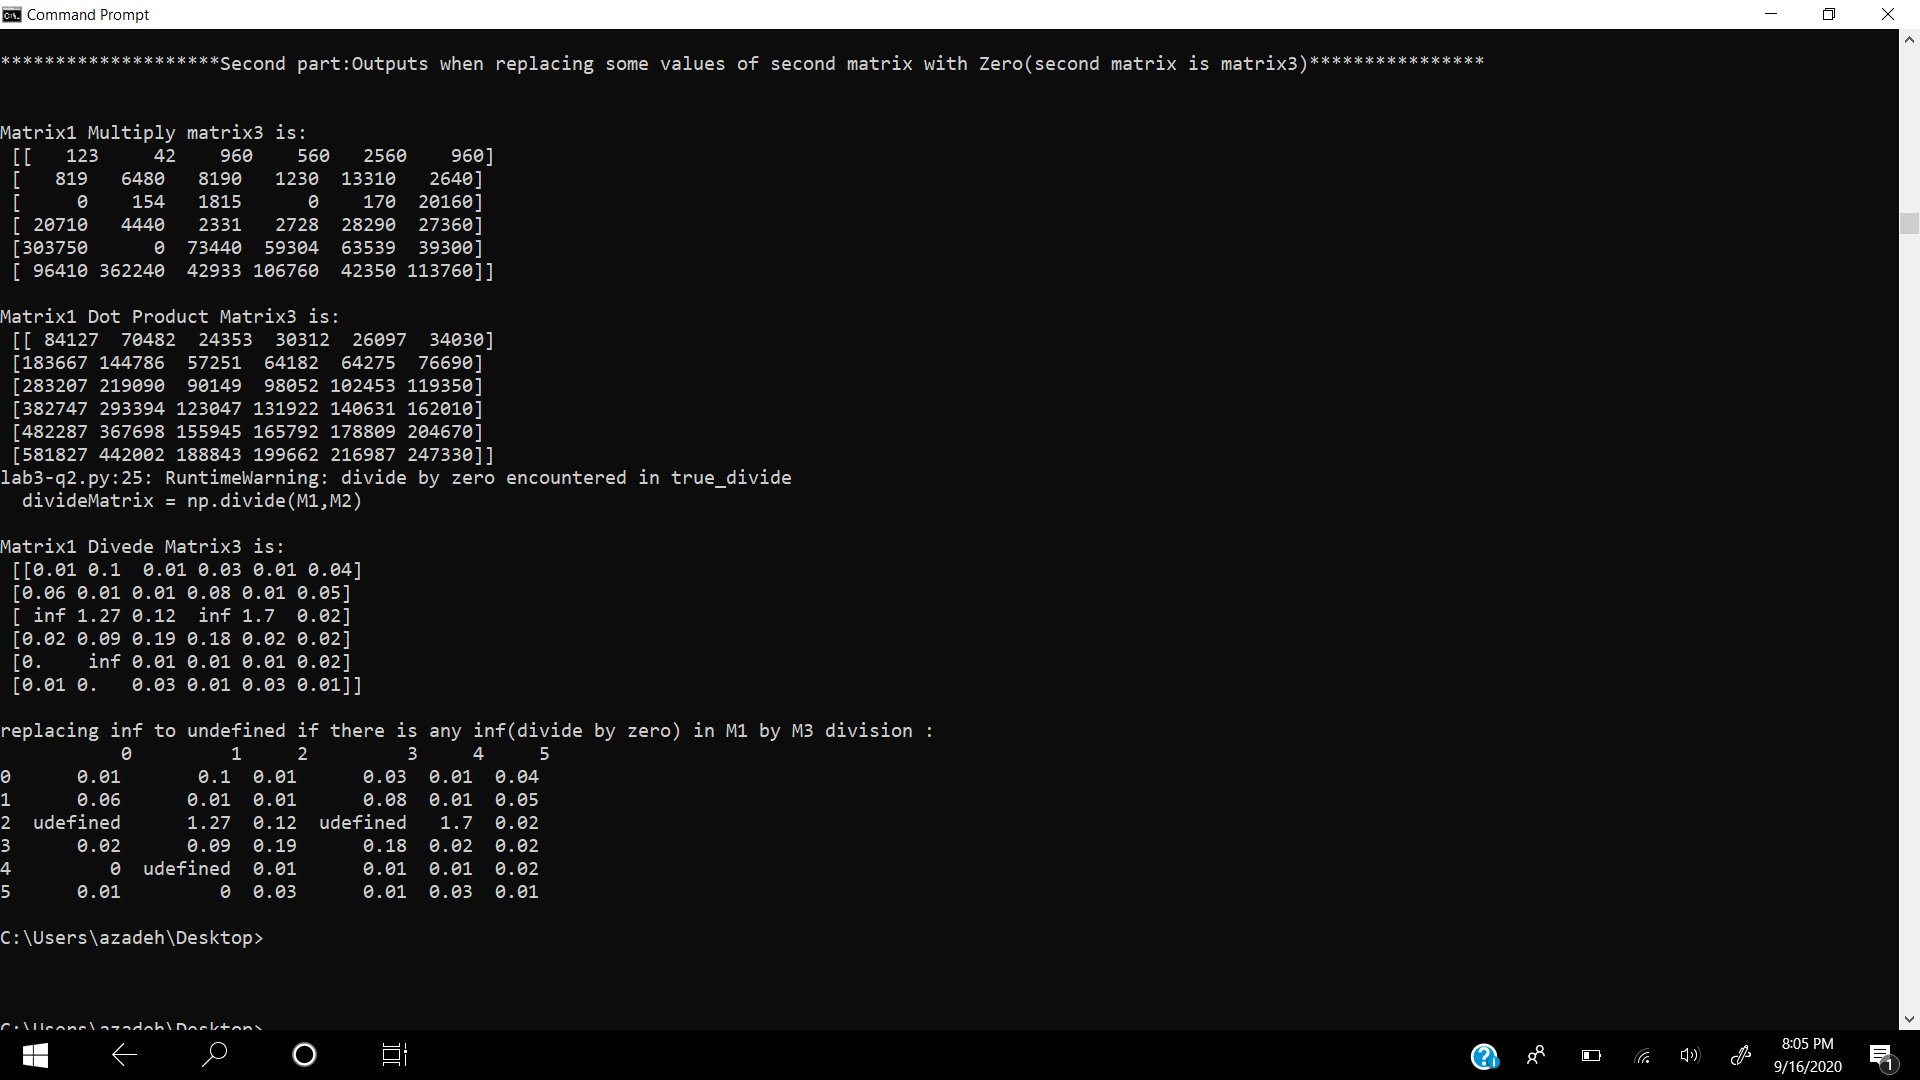 Command Prompt
********************Second part:Outputs when replacing some values of second matrix with Zero(second matrix is matrix3)****************
Matrix1 Multiply matrix3 is:
 [[   123     42    960    560   2560    960]
 [   819   6480   8190   1230  13310   2640]
 [     0    154   1815      0    170  20160]
 [ 20710   4440   2331   2728  28290  27360]
 [303750      0  73440  59304  63539  39300]
 [ 96410 362240  42933 106760  42350 113760]]
Matrix1 Dot Product Matrix3 is:
 [[ 84127  70482  24353  30312  26097  34030]
 [183667 144786  57251  64182  64275  76690]
 [283207 219090  90149  98052 102453 119350]
 [382747 293394 123047 131922 140631 162010]
 [482287 367698 155945 165792 178809 204670]
 [581827 442002 188843 199662 216987 247330]]
lab3-q2.py:25: RuntimeWarning: divide by zero encountered in true_divide
  divideMatrix = np.divide(M1,M2)
Matrix1 Divede Matrix3 is:
 [[0.01 0.1  0.01 0.03 0.01 0.04]
 [0.06 0.01 0.01 0.08 0.01 0.05]
 [ inf 1.27 0.12  inf 1.7  0.02]
 [0.02 0.09 0.19 0.18 0.02 0.02]
 [0.    inf 0.01 0.01 0.01 0.02]
 [0.01 0.   0.03 0.01 0.03 0.01]]
replacing inf to undefined if there is any inf(divide by zero) in M1 by M3 division :
           0         1     2         3     4     5
0       0.01       0.1  0.01      0.03  0.01  0.04
1       0.06      0.01  0.01      0.08  0.01  0.05
2  udefined      1.27  0.12  udefined   1.7  0.02
3       0.02      0.09  0.19      0.18  0.02  0.02
4          0  udefined  0.01      0.01  0.01  0.02
5       0.01         0  0.03      0.01  0.03  0.01
C:\Users\azadeh\Desktop>
C:\Users\azadeh\Desktop>
8:05 PM
9/16/2020
1